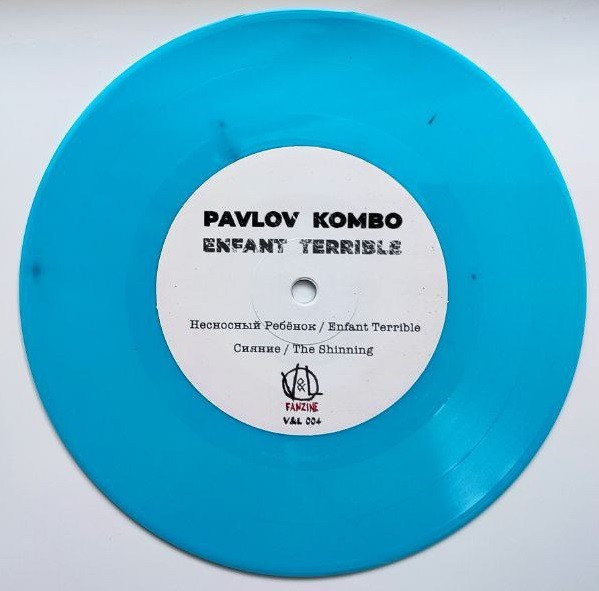 PAVLOV KOMBO
ENFANT TERRIBLE
Несносный Ребёнок / Enfant Terrible
Сияние / The Shinning
V&L
FANZINE
V&L 004